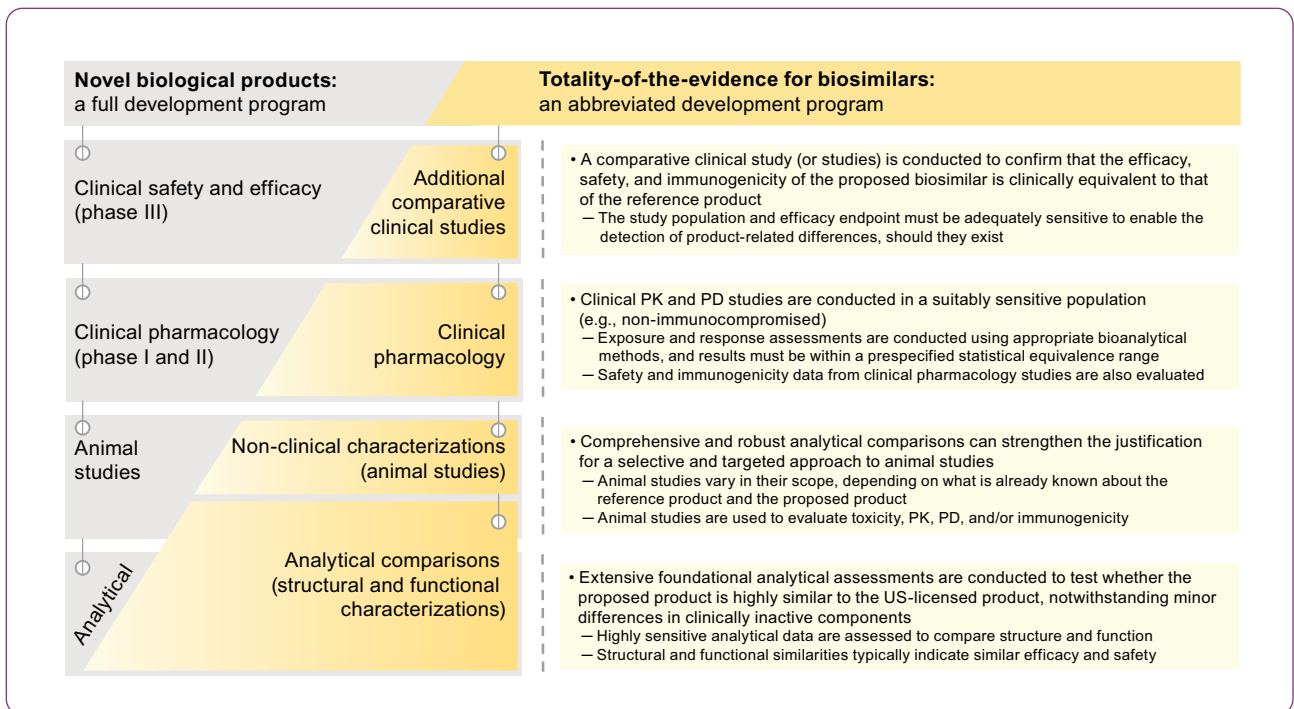 Novel biological products:
a full development program
Totality-of-the-evidence for biosimilars:
an abbreviated development program
Clinical safety and efficacy
(phase III)
Additional
comparative
clinical studies
• A comparative clinical study (or studies) is conducted to confirm that the efficacy,
safety, and immunogenicity of the proposed biosimilar is clinically equivalent to that
of the reference product
– The study population and efficacy endpoint must be adequately sensitive to enable the
detection of product-related differences, should they exist
Clinical pharmacology
(phase I and II)
Clinical
pharmacology
• Clinical PK and PD studies are conducted in a suitably sensitive population
(e.g., non-immunocompromised)
– Exposure and response assessments are conducted using appropriate bioanalytical
methods, and results must be within a prespecified statistical equivalence range
– Safety and immunogenicity data from clinical pharmacology studies are also evaluated
Animal
studies
Non-clinical characterizations
(animal studies)
• Comprehensive and robust analytical comparisons can strengthen the justification
for a selective and targeted approach to animal studies
– Animal studies vary in their scope, depending on what is already known about the
reference product and the proposed product
– Animal studies are used to evaluate toxicity, PK, PD, and/or immunogenicity
Analytical
Analytical comparisons
(structural and functional
characterizations)
• Extensive foundational analytical assessments are conducted to test whether the
proposed product is highly similar to the US-licensed product, notwithstanding minor
differences in clinically inactive components
– Highly sensitive analytical data are assessed to compare structure and function
– Structural and functional similarities typically indicate similar efficacy and safety